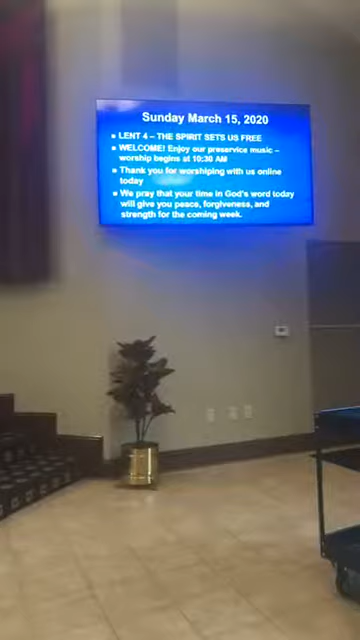 Sunday March 15, 2020
▪ LENT 4 – THE SPIRIT SETS US FREE
▪ WELCOME! Enjoy our preservice music –
worship begins at 10:30 AM
▪ Thank you for worshiping with us online
today
▪ We pray that your time in God's word today
will give you peace, forgiveness, and
strength for the coming week.